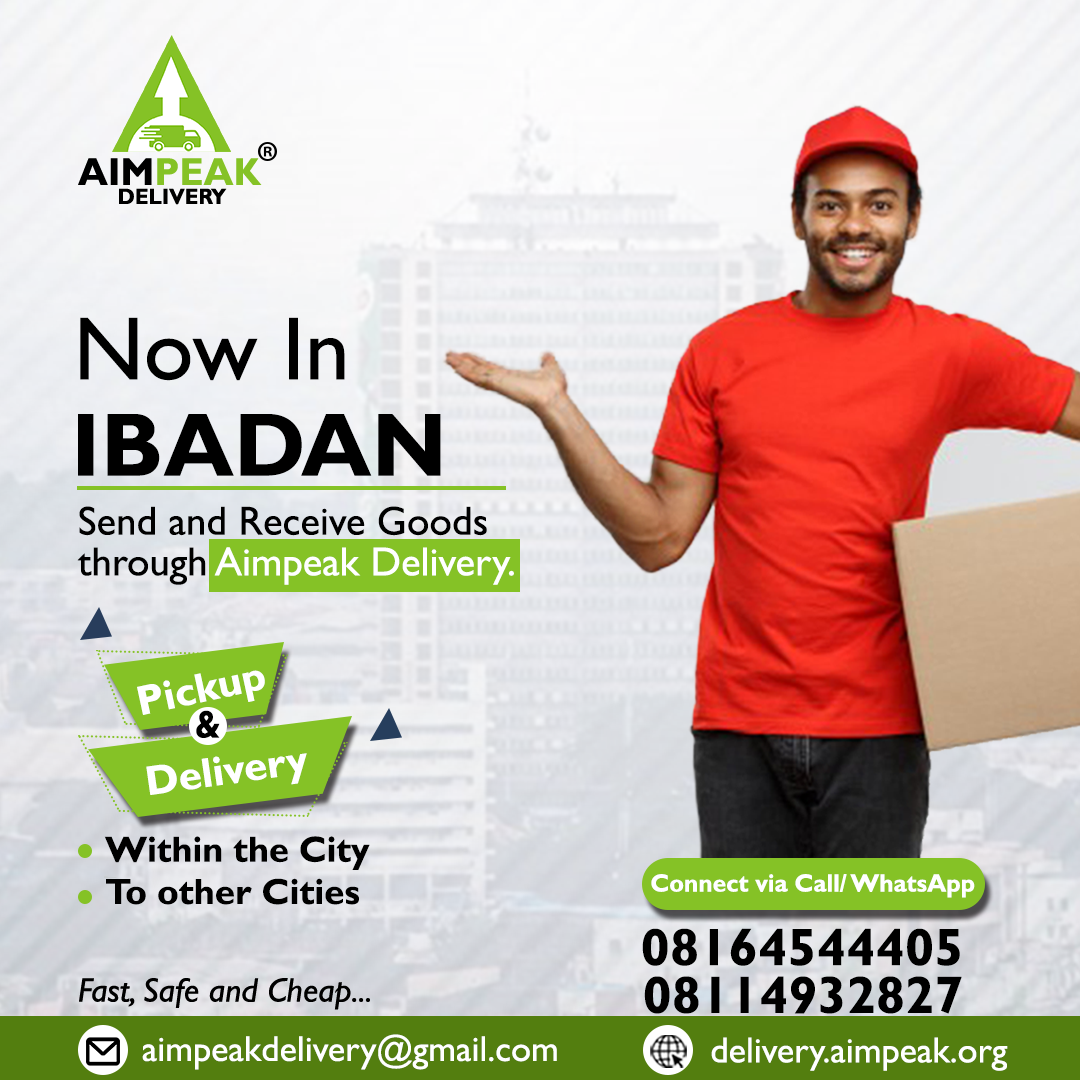 AIMPEAK®
DELIVERY
Now In
IBADAN
Send and Receive Goods
through Aimpeak Delivery.
Pickup
&
Delivery
• Within the City
• To other Cities
Fast, Safe and Cheap...
Connect via Call/WhatsApp
08164544405
08114932827
aimpeakdelivery@gmail.com
delivery.aimpeak.org